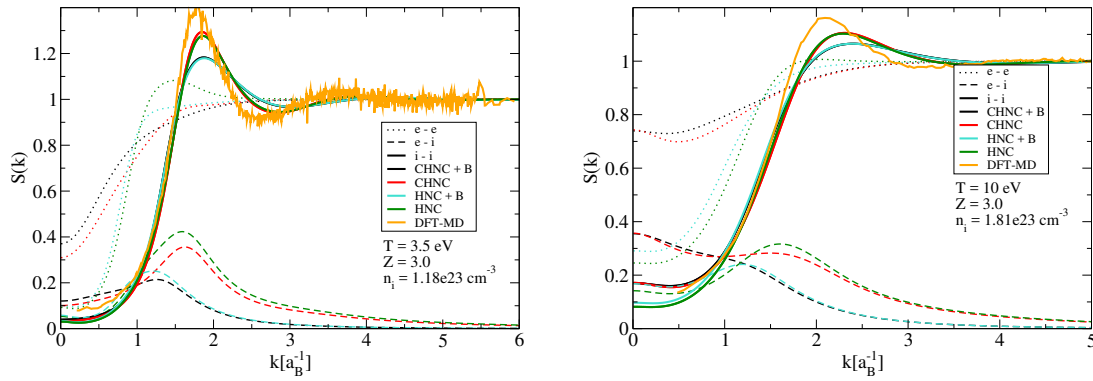 1.2
1
0.8
0.6
0.4
0.2
0
S(k)
0 1 2 3 4 5 6
k[a_B^-1]
e - e
e - i
i - i
CHNC + B
CHNC
HNC + B
HNC
DFT-MD
T = 3.5 eV
Z = 3.0
n_i = 1.18e23 cm^-3
1
0.8
0.6
0.4
0.2
0
S(k)
0 1 2 3 4 5
k[a_B^-1]
e - e
e - i
i - i
CHNC + B
CHNC
HNC + B
HNC
DFT-MD
T = 10 eV
Z = 3.0
n_i = 1.81e23 cm^-3